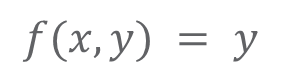 f(x, y) = y